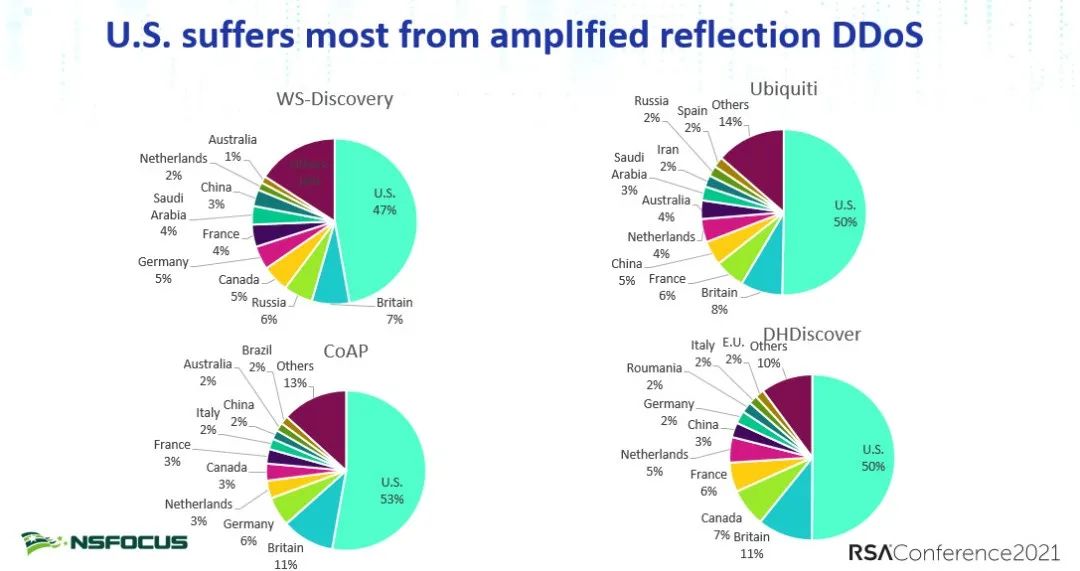 U.S. suffers most from amplified reflection DDoS
WS-Discovery
Australia
1%
Netherlands
2%
China
3%
Saudi
Arabia
4%
France
4%
Germany
5%
Canada
5%
Russia
6%
Britain
7%
U.S.
47%
Others
Ubiquiti
Russia
2%
Spain
2%
Others
14%
Iran
2%
Saudi
Arabia
3%
Australia
4%
Netherlands
4%
China
5%
France
6%
Britain
8%
U.S.
50%
CoAP
Brazil
2%
Others
13%
Australia
2%
China
2%
Italy
2%
France
3%
Canada
3%
Netherlands
3%
Germany
6%
Britain
11%
U.S.
53%
DHDiscover
Italy
2%
E.U.
2%
Others
10%
Roumania
2%
Germany
2%
China
3%
Netherlands
5%
France
6%
Canada
7%
Britain
11%
U.S.
50%
NSFOCUS
RSA Conference2021